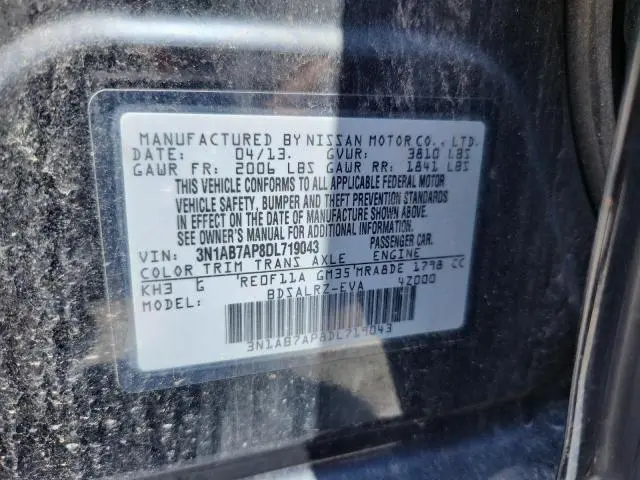 MANUFACTURED BY NISSAN MOTOR CO., LTD.
DATE: 04/13. GVWR: 3810 LBS
GAWR FR: 2006 LBS GAWR RR: 1841 LBS
THIS VEHICLE CONFORMS TO ALL APPLICABLE FEDERAL MOTOR
VEHICLE SAFETY, BUMPER AND THEFT PREVENTION STANDARDS
IN EFFECT ON THE DATE OF MANUFACTURE SHOWN ABOVE.
SEE OWNER'S MANUAL FOR ADDITIONAL INFORMATION.
VIN: 3N1AB7AP8DL719043 PASSENGER CAR.
COLOR TRIM TRANS AXLE ENGINE
KH3 G RE0F11A GM35 MRA8DE 1798 CC
MODEL: BDSALRZ-EVA 4Z000
3N1AB7AP8DL719043